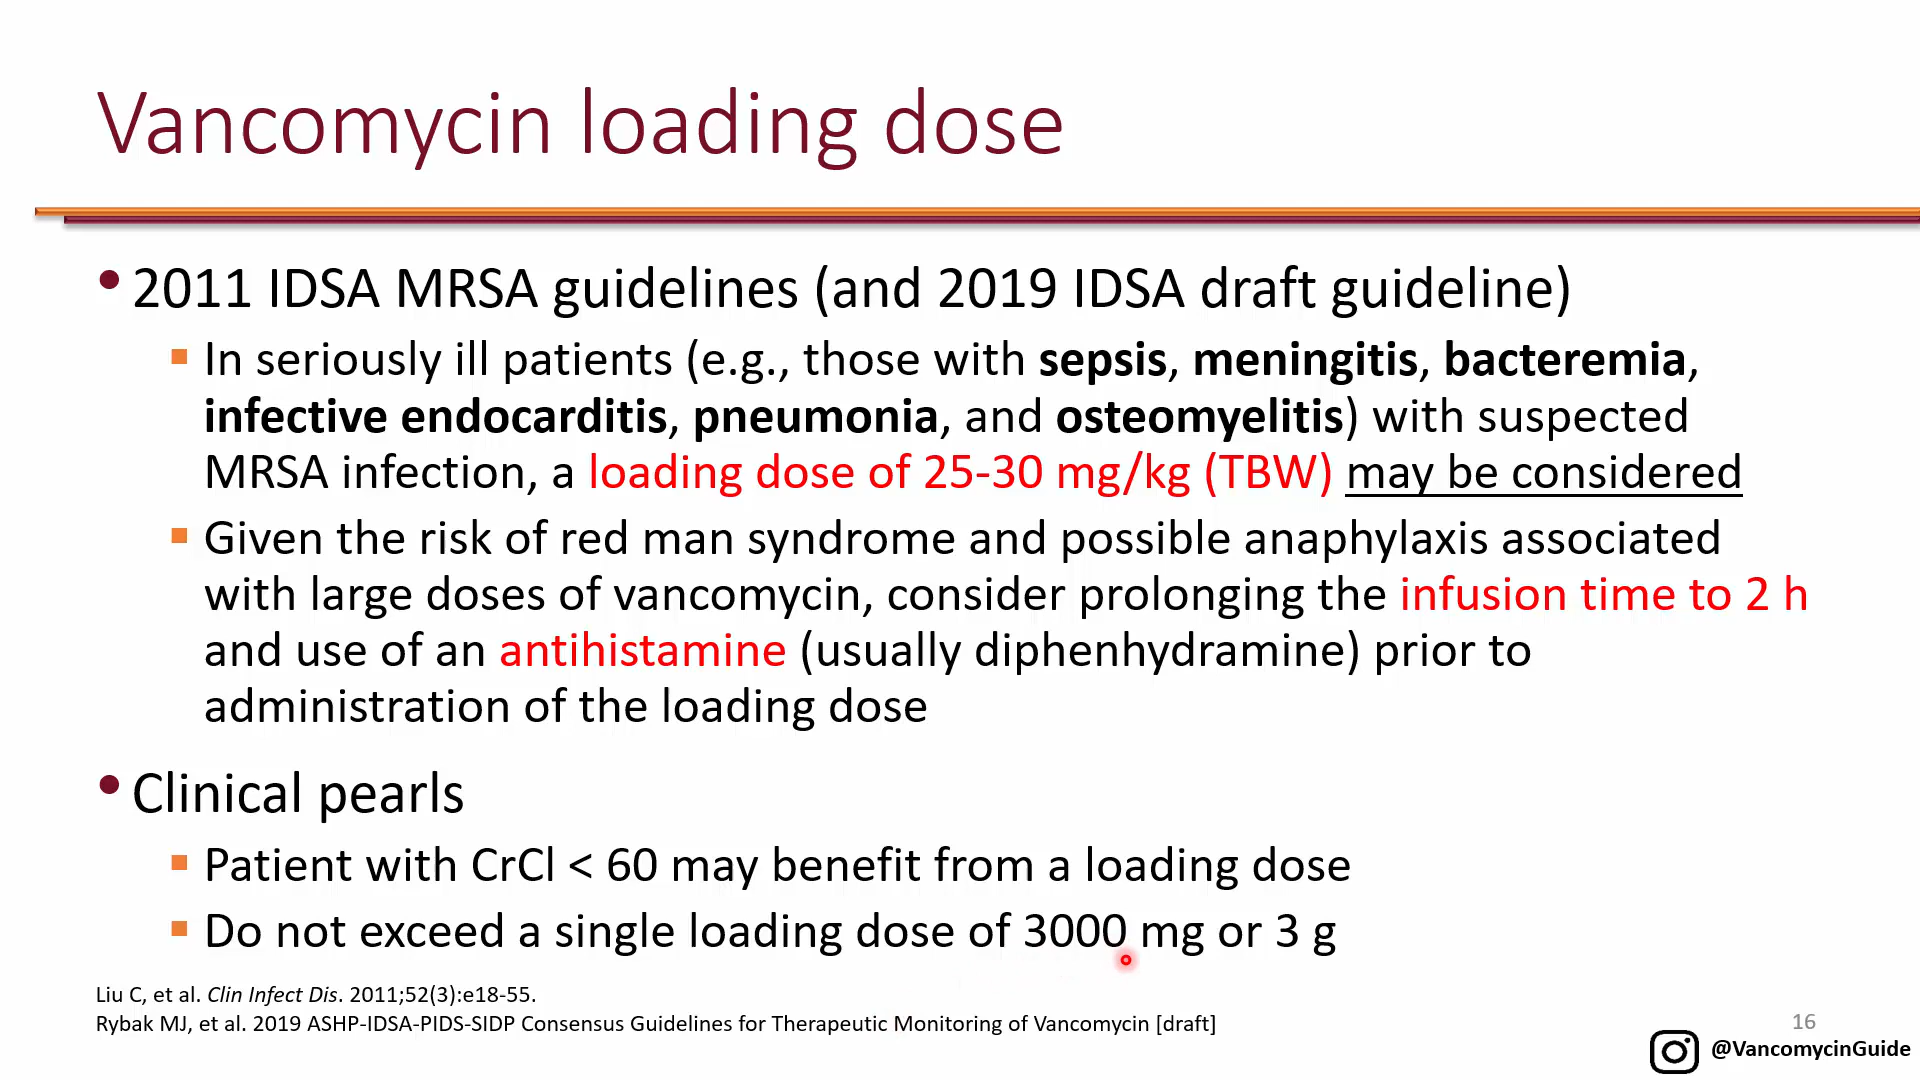 Vancomycin loading dose
• 2011 IDSA MRSA guidelines (and 2019 IDSA draft guideline)
▪ In seriously ill patients (e.g., those with sepsis, meningitis, bacteremia,
infective endocarditis, pneumonia, and osteomyelitis) with suspected
MRSA infection, a loading dose of 25-30 mg/kg (TBW) may be considered
▪ Given the risk of red man syndrome and possible anaphylaxis associated
with large doses of vancomycin, consider prolonging the infusion time to 2 h
and use of an antihistamine (usually diphenhydramine) prior to
administration of the loading dose
• Clinical pearls
▪ Patient with CrCl < 60 may benefit from a loading dose
▪ Do not exceed a single loading dose of 3000 mg or 3 g
Liu C, et al. Clin Infect Dis. 2011;52(3):e18-55.
Rybak MJ, et al. 2019 ASHP-IDSA-PIDS-SIDP Consensus Guidelines for Therapeutic Monitoring of Vancomycin [draft]
16
@VancomycinGuide